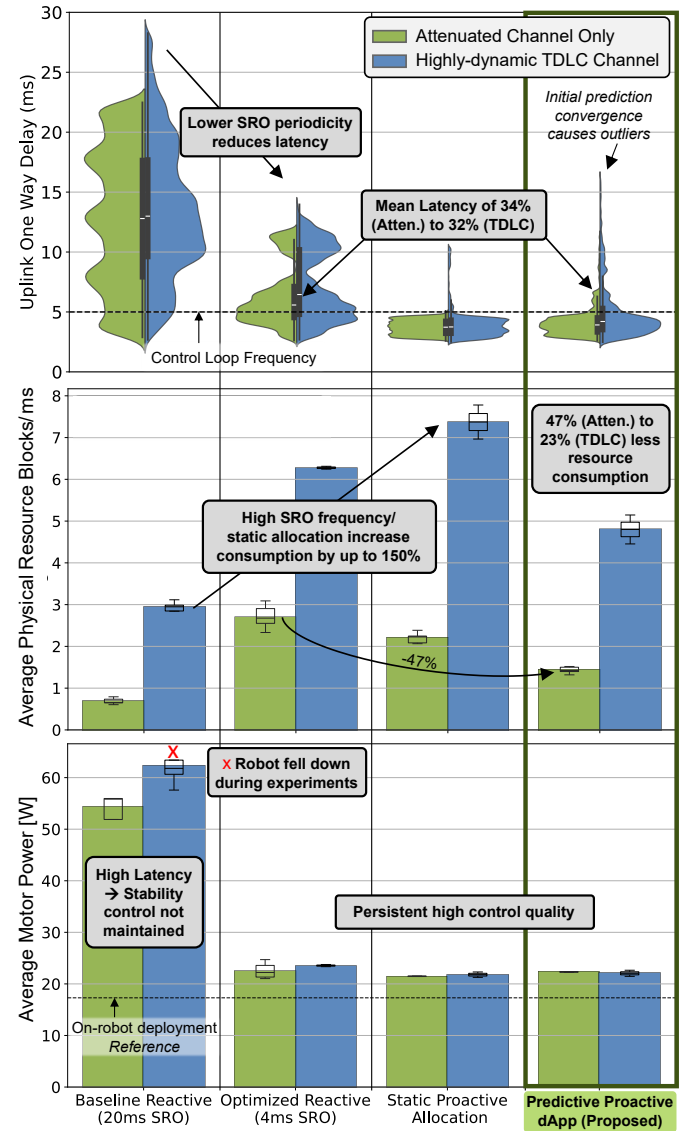 30
25
20
15
10
5
0
Uplink One Way Delay (ms)
Attenuated Channel Only
Highly-dynamic TDLC Channel
Lower SRO periodicity
reduces latency
Initial prediction
convergence
causes outliers
Mean Latency of 34%
(Atten.) to 32% (TDLC)
Control Loop Frequency
8
7
6
5
4
3
2
1
0
Average Physical Resource Blocks/ms
47% (Atten.) to
23% (TDLC) less
resource
consumption
High SRO frequency/
static allocation increase
consumption by up to 150%
-47%
60
50
40
30
20
10
0
Average Motor Power [W]
X
X Robot fell down
during experiments
High Latency
→ Stability
control not
maintained
Persistent high control quality
On-robot deployment
Reference
Baseline Reactive
(20ms SRO)
Optimized Reactive
(4ms SRO)
Static Proactive
Allocation
Predictive Proactive
dApp (Proposed)